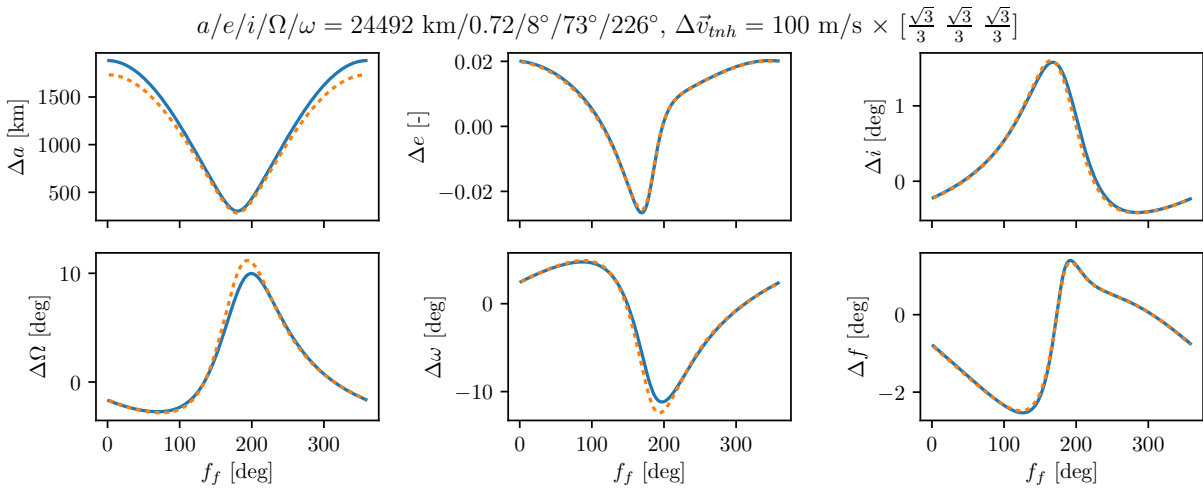 a/e/i/Ω/ω = 24492 km/0.72/8°/73°/226°, Δv⃗_tnh = 100 m/s × [√3/3 √3/3 √3/3]
Δa [km]
1500
1000
500
Δe [-]
0.02
0.00
−0.02
Δi [deg]
1
0
ΔΩ [deg]
10
0
0 100 200 300
f_f [deg]
Δω [deg]
0
−10
0 100 200 300
f_f [deg]
Δf [deg]
0
−2
0 100 200 300
f_f [deg]